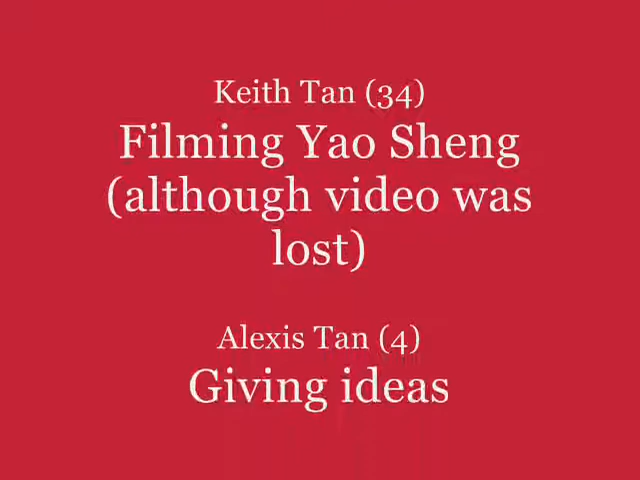 Keith Tan (34)
Filming Yao Sheng
(although video was
lost)
Alexis Tan (4)
Giving ideas